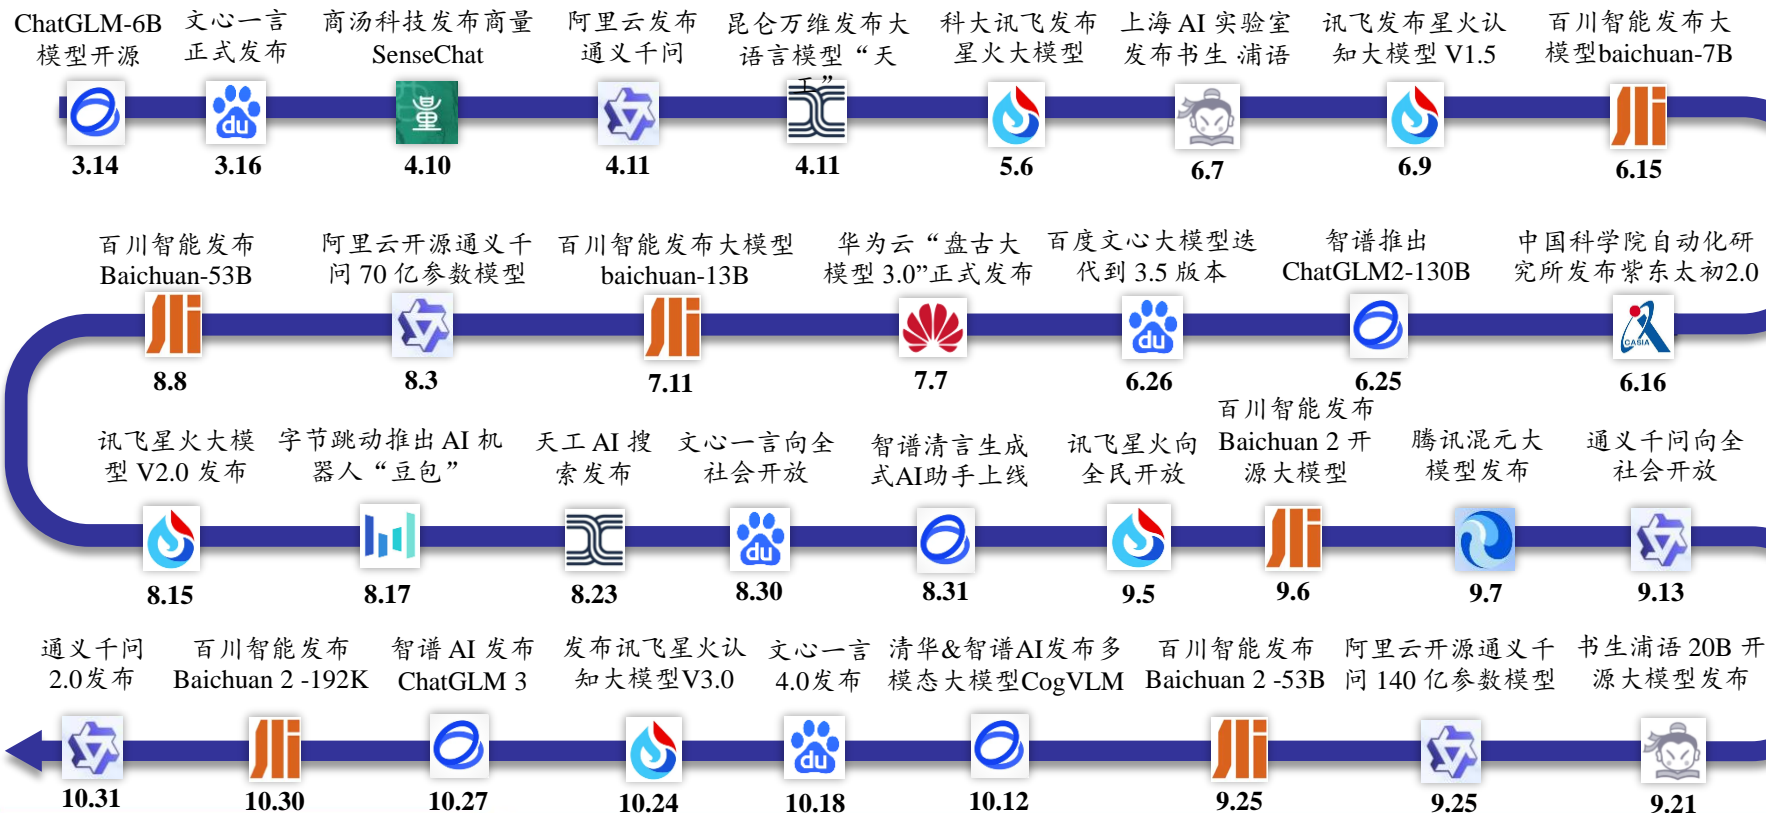 ChatGLM-6B
模型开源
3.14
文心一言
正式发布
3.16
商汤科技发布商量
SenseChat
量
4.10
阿里云发布
通义千问
4.11
昆仑万维发布大
语言模型“天
工”
4.11
科大讯飞发布
星火大模型
5.6
上海 AI 实验室
发布书生·浦语
6.7
讯飞发布星火认
知大模型 V1.5
6.9
百川智能发布大
模型baichuan-7B
6.15
百川智能发布
Baichuan-53B
8.8
阿里云开源通义千
问 70 亿参数模型
8.3
百川智能发布大模型
baichuan-13B
7.11
华为云“盘古大
模型 3.0”正式发布
7.7
百度文心大模型迭
代到 3.5 版本
du
6.26
智谱推出
ChatGLM2-130B
6.25
中国科学院自动化研
究所发布紫东太初2.0
CASIA
6.16
讯飞星火大模
型 V2.0 发布
8.15
字节跳动推出 AI 机
器人“豆包”
8.17
天工 AI 搜
索发布
8.23
文心一言向全
社会开放
du
8.30
智谱清言生成
式AI助手上线
8.31
讯飞星火向
全民开放
9.5
百川智能发布
Baichuan 2 开
源大模型
9.6
腾讯混元大
模型发布
9.7
通义千问向全
社会开放
9.13
通义千问
2.0发布
10.31
百川智能发布
Baichuan 2 -192K
10.30
智谱 AI 发布
ChatGLM 3
10.27
发布讯飞星火认
知大模型V3.0
10.24
文心一言
4.0发布
du
10.18
清华&智谱AI发布多
模态大模型CogVLM
10.12
百川智能发布
Baichuan 2 -53B
9.25
阿里云开源通义千
问 140 亿参数模型
9.25
书生浦语 20B 开
源大模型发布
9.21